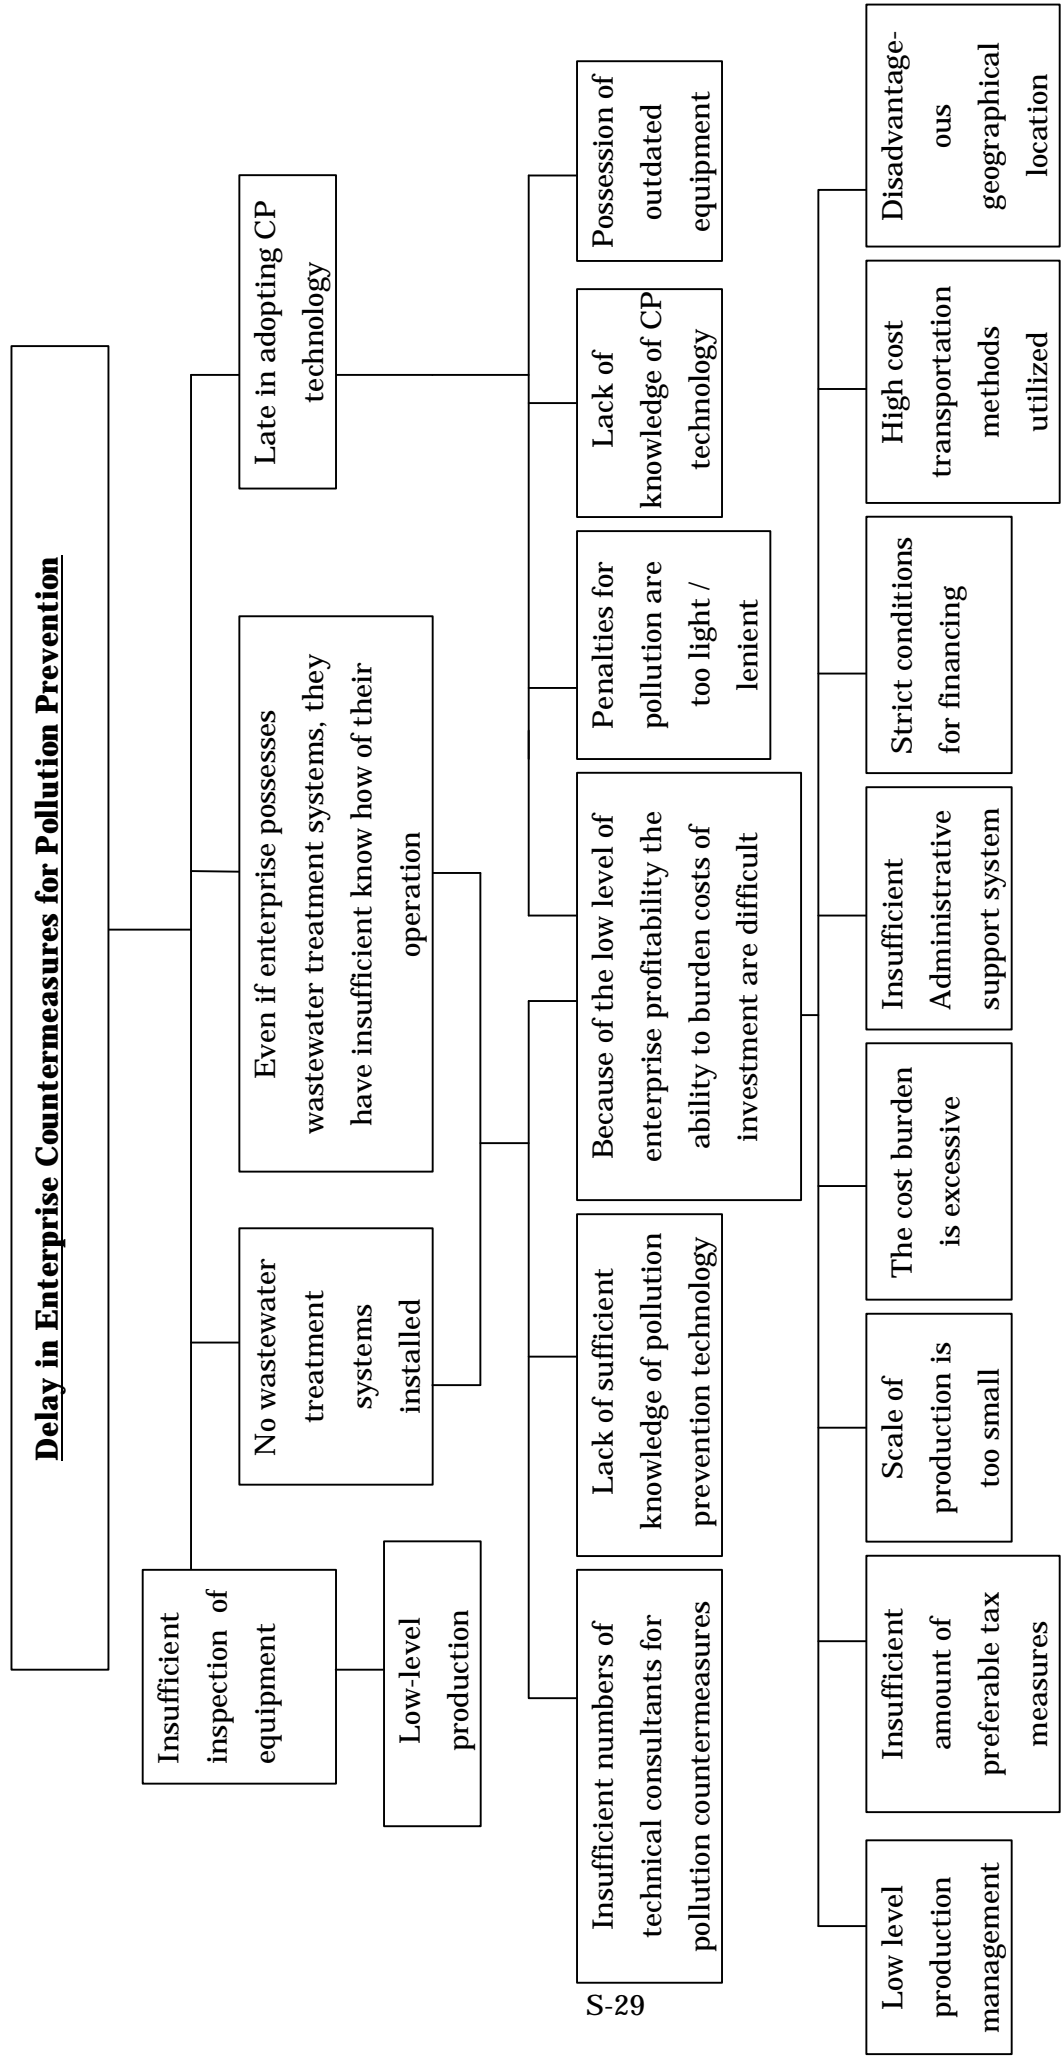 Delay in Enterprise Countermeasures for Pollution Prevention
Insufficient
inspection of
equipment
No wastewater
treatment
systems
installed
Even if enterprise possesses
wastewater treatment systems, they
have insufficient know how of their
operation
Late in adopting CP
technology
Low-level
production
Insufficient numbers of
technical consultants for
pollution countermeasures
Lack of sufficient
knowledge of pollution
prevention technology
Because of the low level of
enterprise profitability the
ability to burden costs of
investment are difficult
Penalties for
pollution are
too light /
lenient
Lack of
knowledge of CP
technology
Possession of
outdated
equipment
Low level
production
management
Insufficient
amount of
preferable tax
measures
Scale of
production is
too small
The cost burden
is excessive
Insufficient
Administrative
support system
Strict conditions
for financing
High cost
transportation
methods
utilized
Disadvantage-
ous
geographical
location
S-29